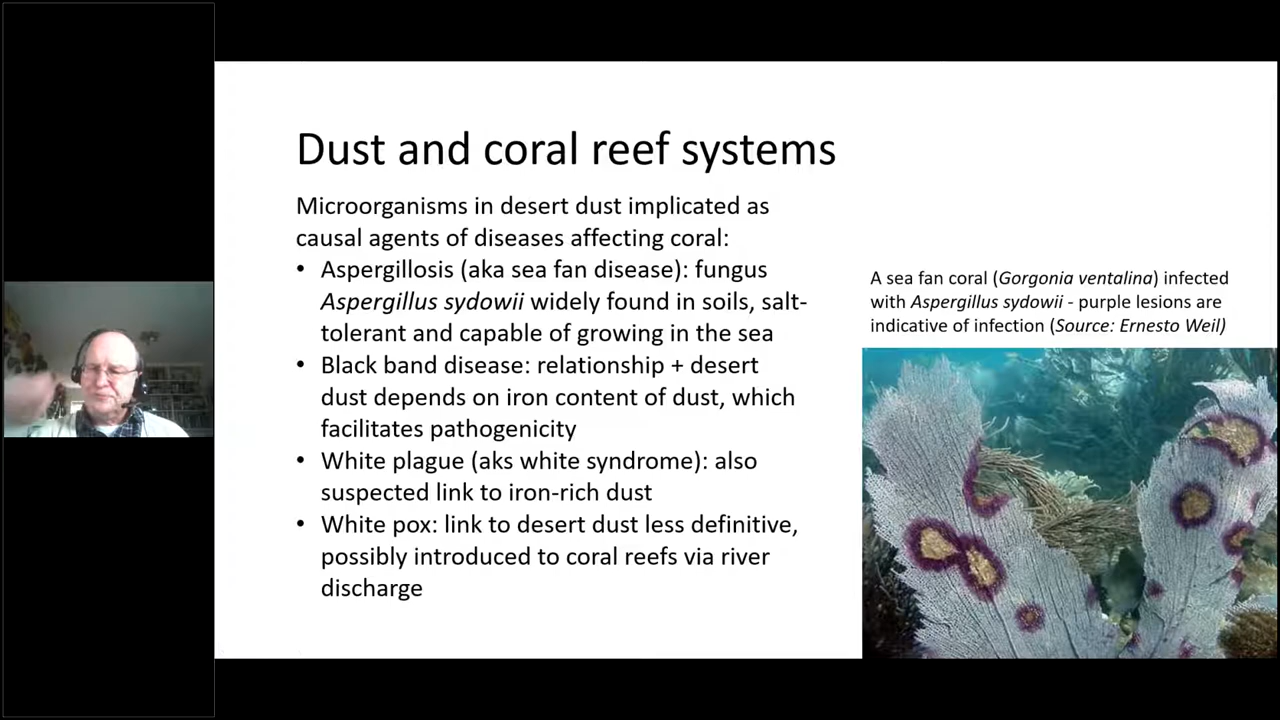 Dust and coral reef systems
Microorganisms in desert dust implicated as
causal agents of diseases affecting coral:
• Aspergillosis (aka sea fan disease): fungus
Aspergillus sydowii widely found in soils, salt-
tolerant and capable of growing in the sea
• Black band disease: relationship + desert
dust depends on iron content of dust, which
facilitates pathogenicity
• White plague (aks white syndrome): also
suspected link to iron-rich dust
• White pox: link to desert dust less definitive,
possibly introduced to coral reefs via river
discharge
A sea fan coral (Gorgonia ventalina) infected
with Aspergillus sydowii - purple lesions are
indicative of infection (Source: Ernesto Weil)